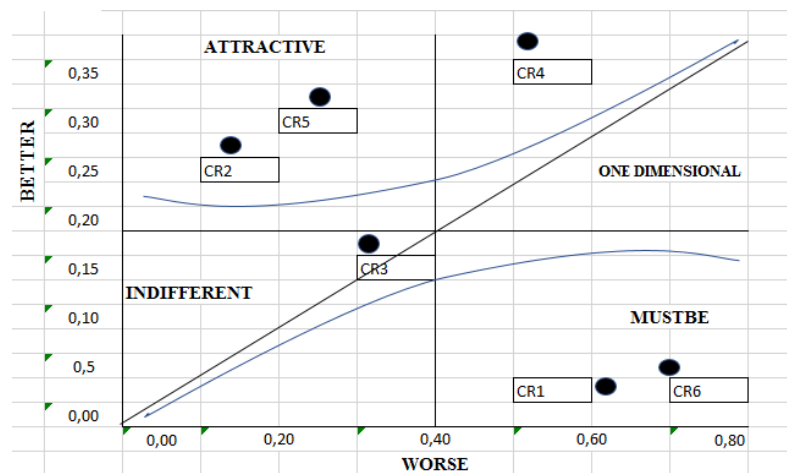 ATTRACTIVE
0,35
CR4
0,30
CR5
BETTER
0,25
CR2
ONE DIMENSIONAL
0,20
0,15
CR3
INDIFFERENT
0,10
MUSTBE
0,5
CR1
CR6
0,00
0,00
0,20
0,40
0,60
0,80
WORSE